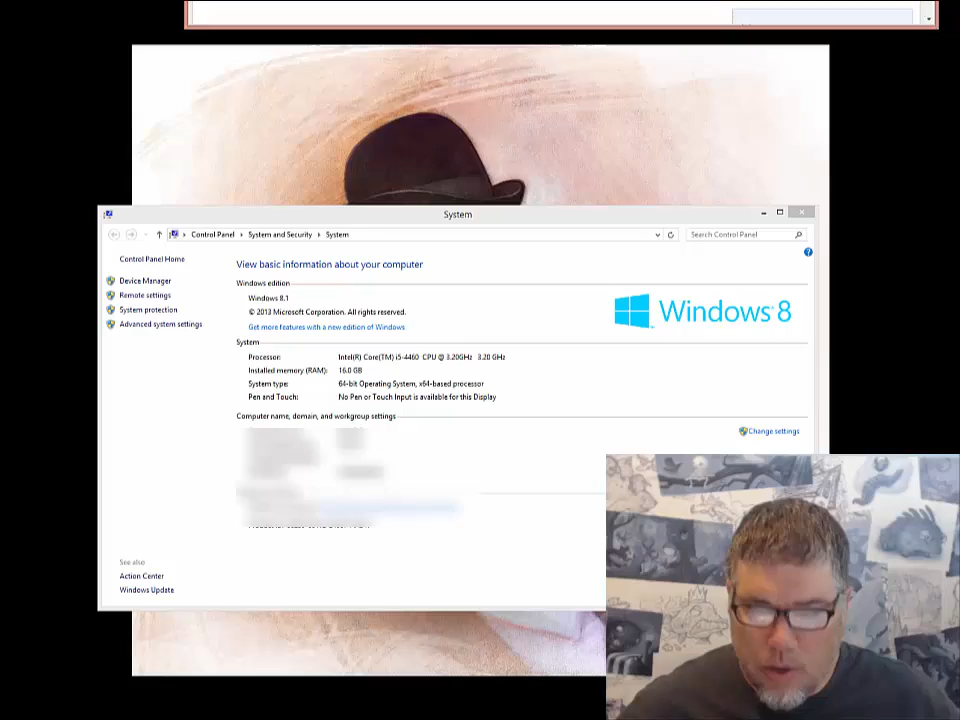 System
Control Panel
System and Security
System
Search Control Panel
Control Panel Home
Device Manager
Remote settings
System protection
Advanced system settings
View basic information about your computer
Windows edition
Windows 8.1
© 2013 Microsoft Corporation. All rights reserved.
Get more features with a new edition of Windows
Windows 8
System
Processor: Intel(R) Core(TM) i5-4460 CPU @ 3.20GHz 3.20 GHz
Installed memory (RAM): 16.0 GB
System type: 64-bit Operating System, x64-based processor
Pen and Touch: No Pen or Touch Input is available for this Display
Computer name, domain, and workgroup settings
Change settings
See also
Action Center
Windows Update